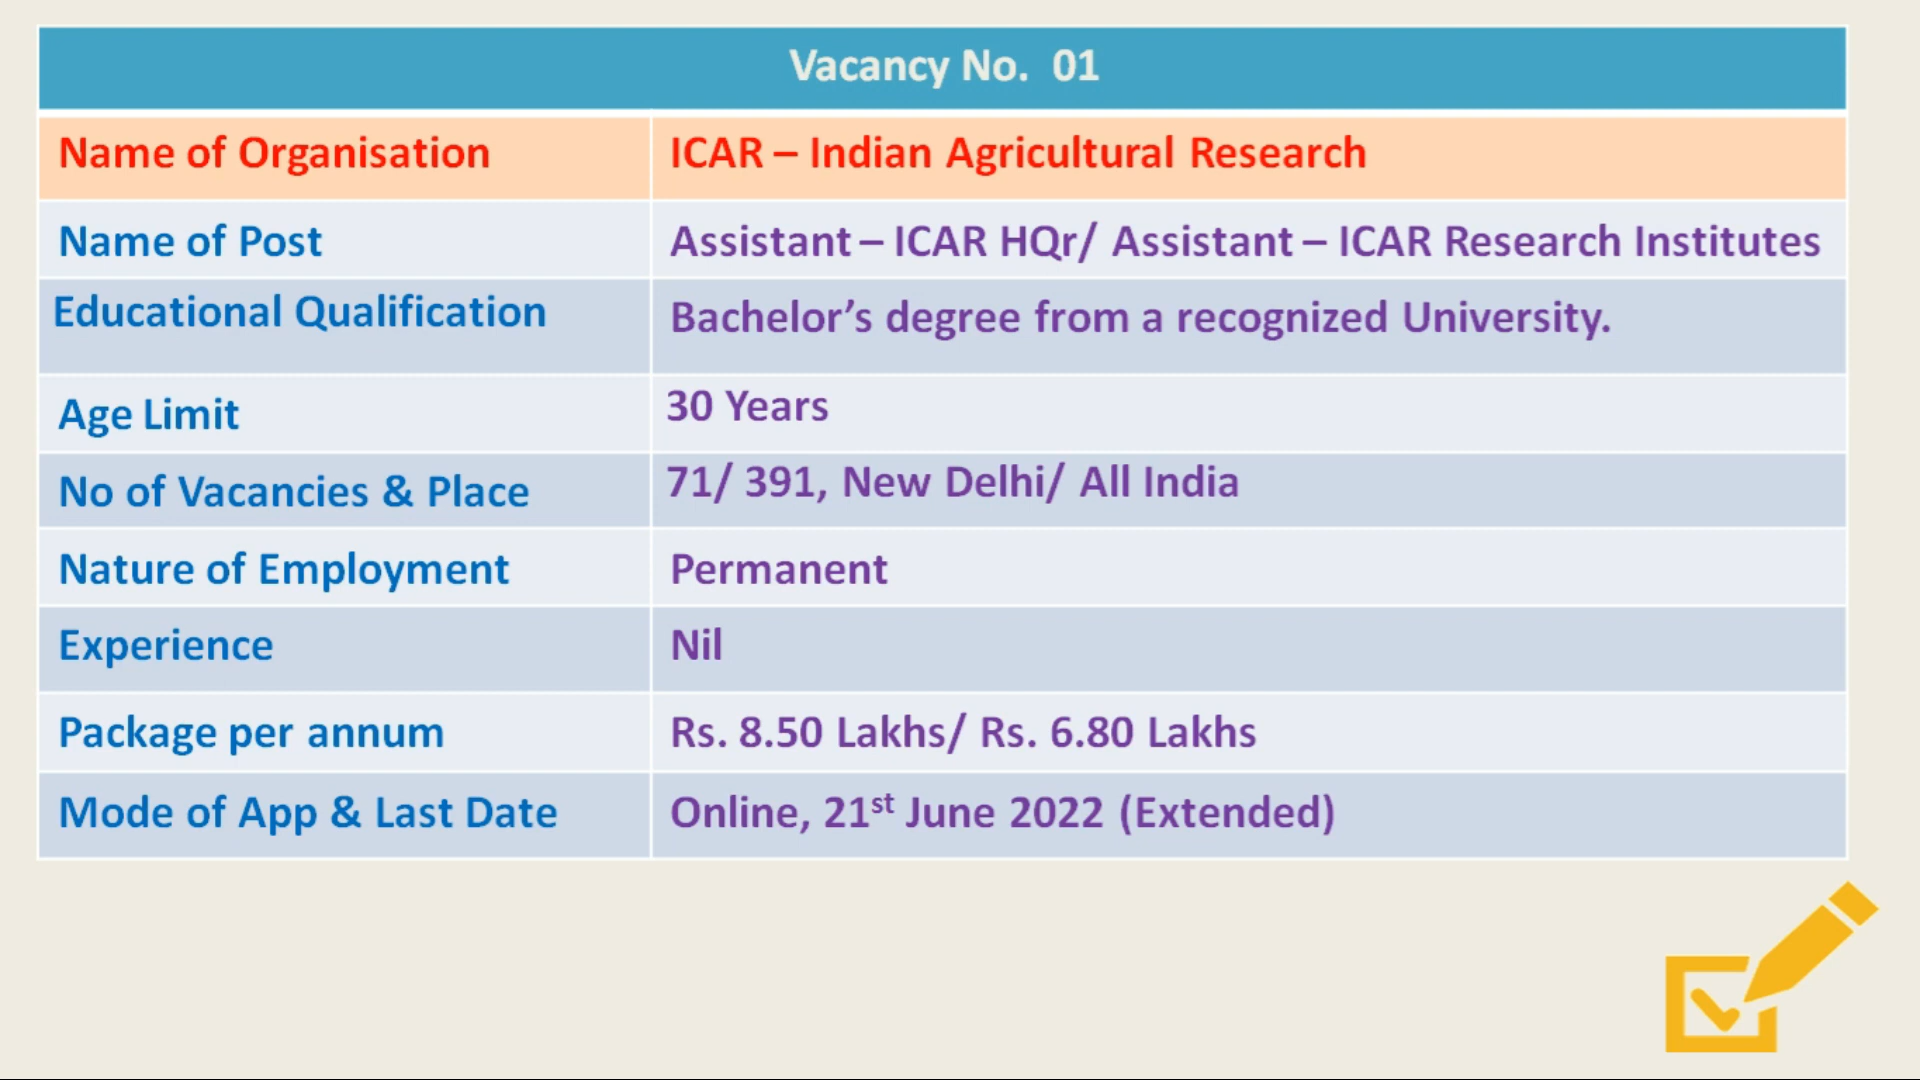 Vacancy No. 01
Name of Organisation
ICAR – Indian Agricultural Research
Name of Post
Assistant – ICAR HQr/ Assistant – ICAR Research Institutes
Educational Qualification
Bachelor’s degree from a recognized University.
Age Limit
30 Years
No of Vacancies & Place
71/ 391, New Delhi/ All India
Nature of Employment
Permanent
Experience
Nil
Package per annum
Rs. 8.50 Lakhs/ Rs. 6.80 Lakhs
Mode of App & Last Date
Online, 21st June 2022 (Extended)